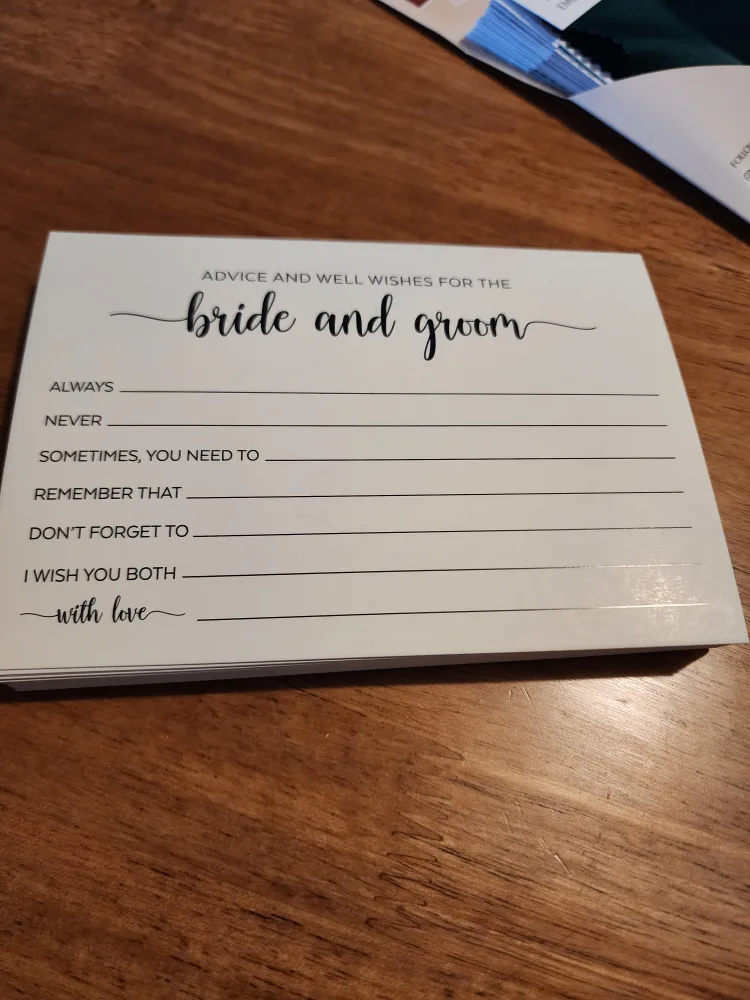 ADVICE AND WELL WISHES FOR THE
bride and groom
ALWAYS
NEVER
SOMETIMES, YOU NEED TO
REMEMBER THAT
DON'T FORGET TO
I WISH YOU BOTH
with love